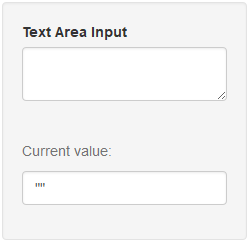 Text Area Input
Current value:
""